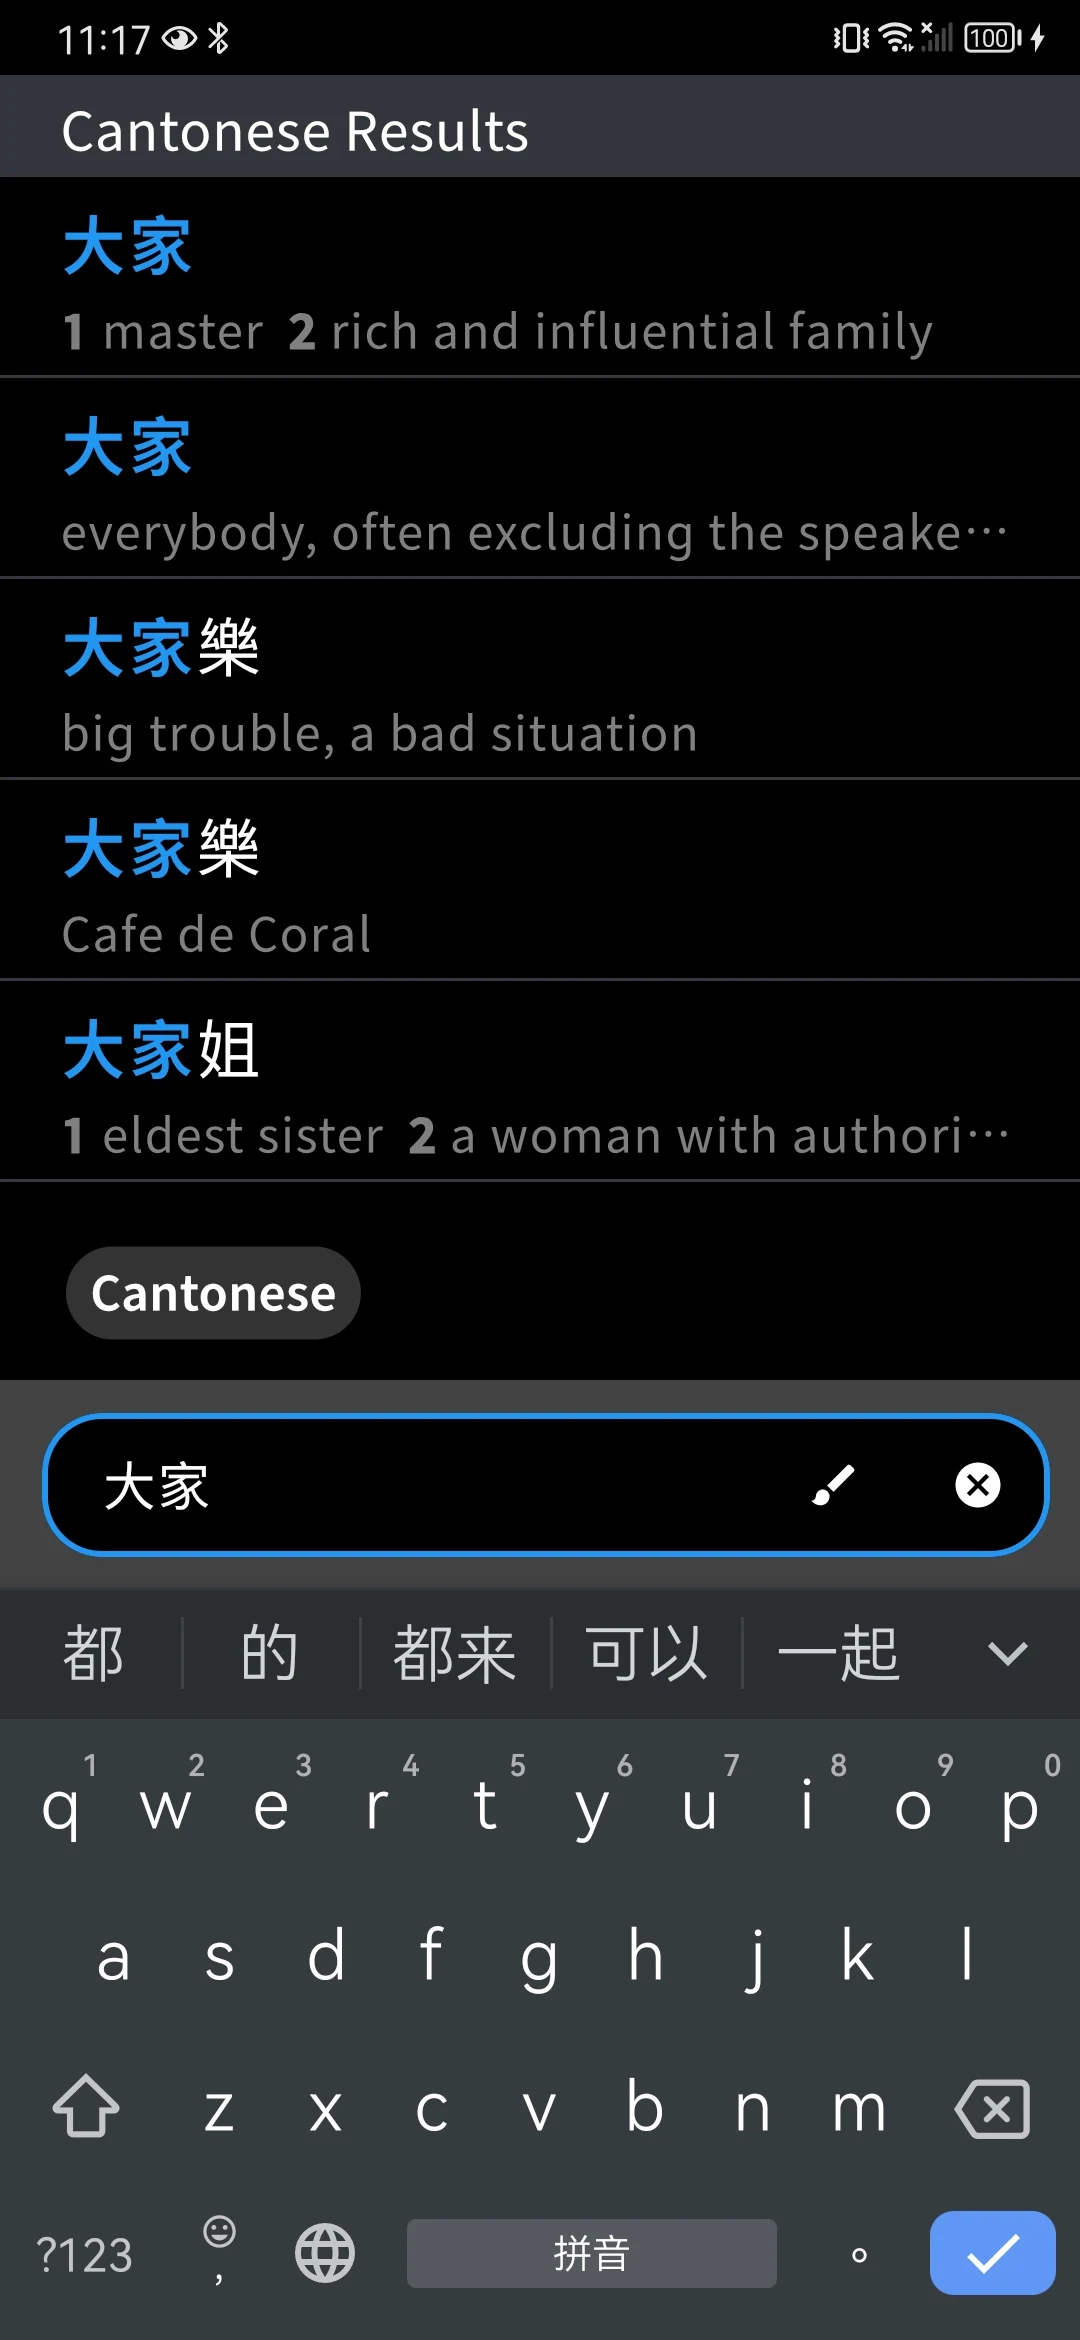 11:17 100
Cantonese Results
大家
1 master 2 rich and influential family
大家
everybody, often excluding the speake…
大家樂
big trouble, a bad situation
大家樂
Cafe de Coral
大家姐
1 eldest sister 2 a woman with authori…
Cantonese
大家
都 的 都来 可以 一起
1 2 3 4 5 6 7 8 9 0
q w e r t y u i o p
a s d f g h j k l
z x c v b n m
?123 , 拼音 。